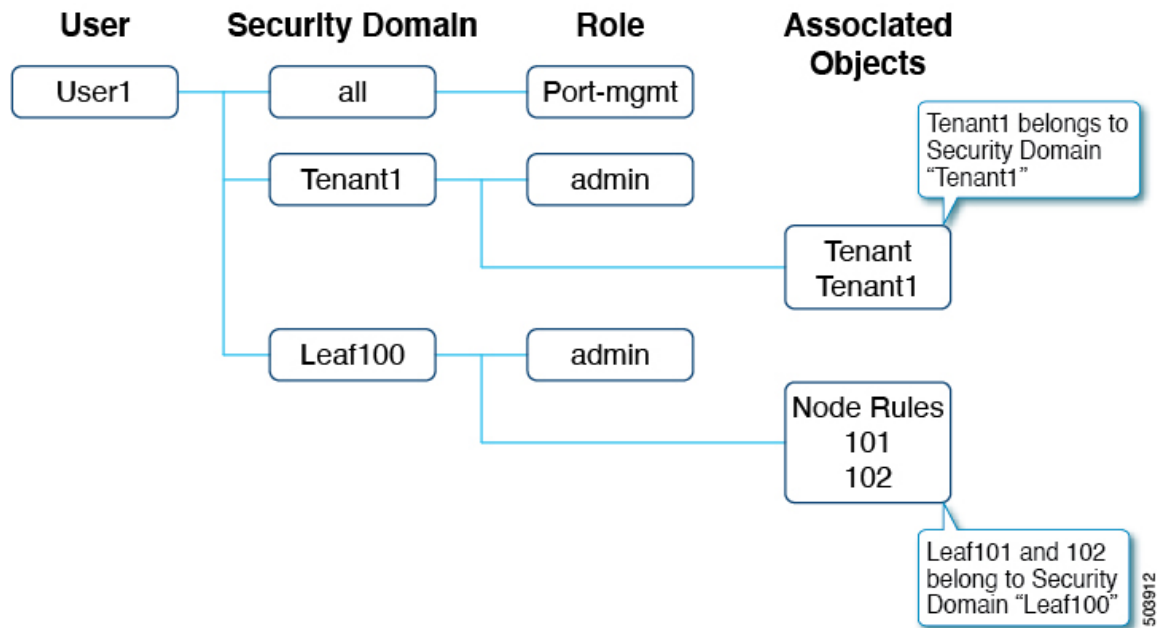 User
Security Domain
Role
Associated
Objects
User1
all
Port-mgmt
Tenant1 belongs to
Security Domain
“Tenant1”
Tenant1
admin
Tenant
Tenant1
Leaf100
admin
Node Rules
101
102
Leaf101 and 102
belong to Security
Domain “Leaf100”
503912